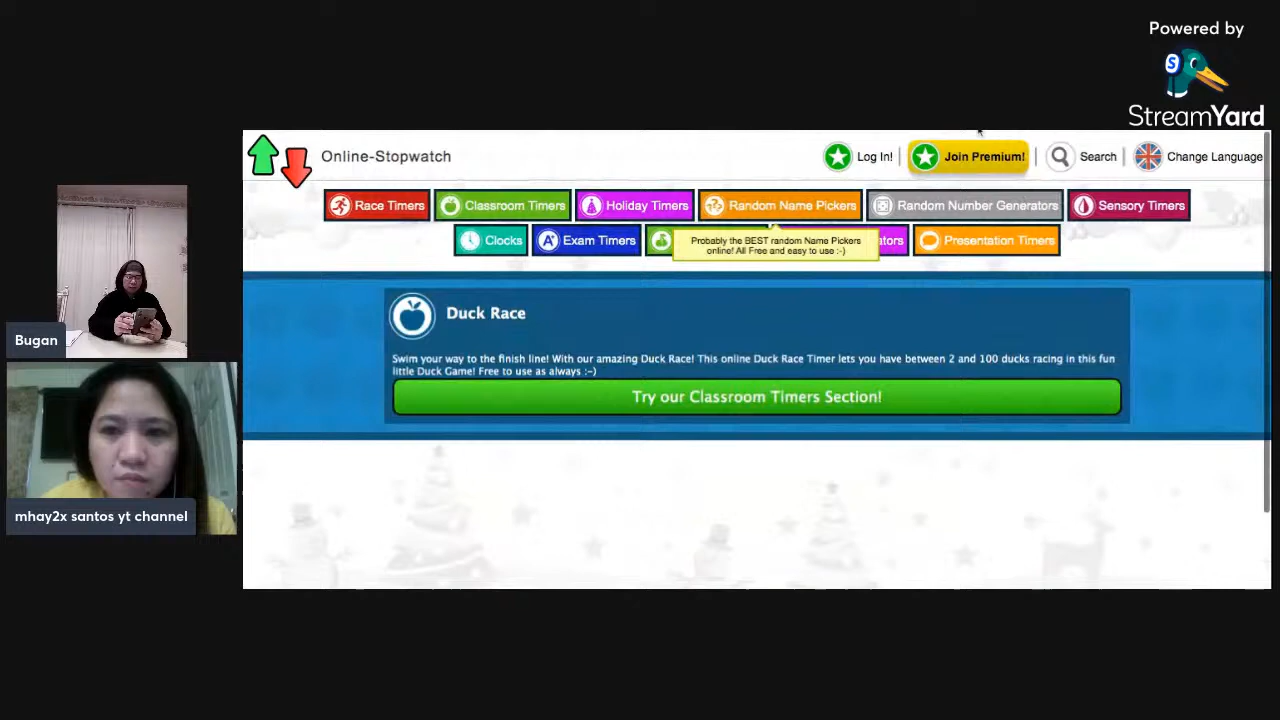 Powered by
StreamYard
Online-Stopwatch
Log In!
Join Premium!
Search
Change Language
Race Timers
Classroom Timers
Holiday Timers
Random Name Pickers
Random Number Generators
Sensory Timers
Clocks
Exam Timers
Probably the BEST random Name Pickers
online! All Free and easy to use :-)
Presentation Timers
Duck Race
Swim your way to the finish line! With our amazing Duck Race! This online Duck Race Timer lets you have between 2 and 100 ducks racing in this fun
little Duck Game! Free to use as always :-)
Try our Classroom Timers Section!
Bugan
mhay2x santos yt channel